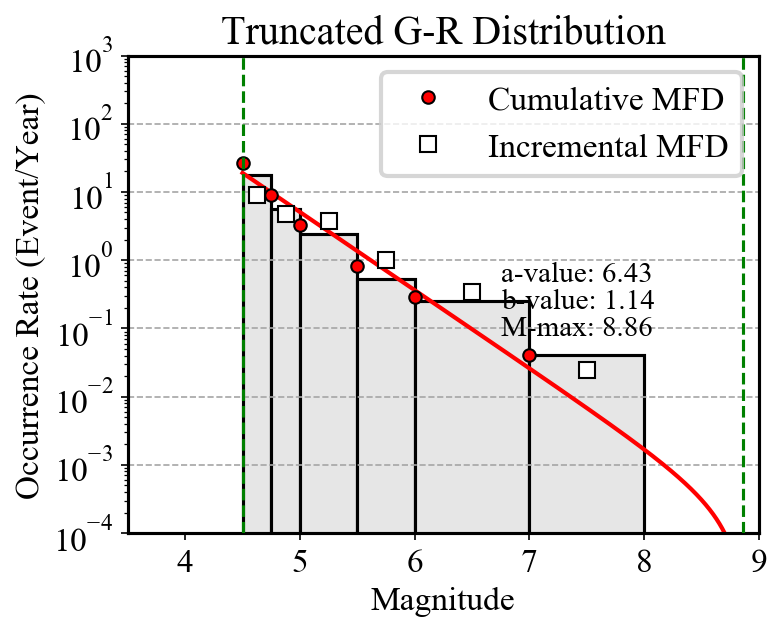 Truncated G-R Distribution
Occurrence Rate (Event/Year)
10³
10²
10¹
10⁰
10⁻¹
10⁻²
10⁻³
10⁻⁴
Cumulative MFD
Incremental MFD
a-value: 6.43
b-value: 1.14
M-max: 8.86
4 5 6 7 8 9
Magnitude